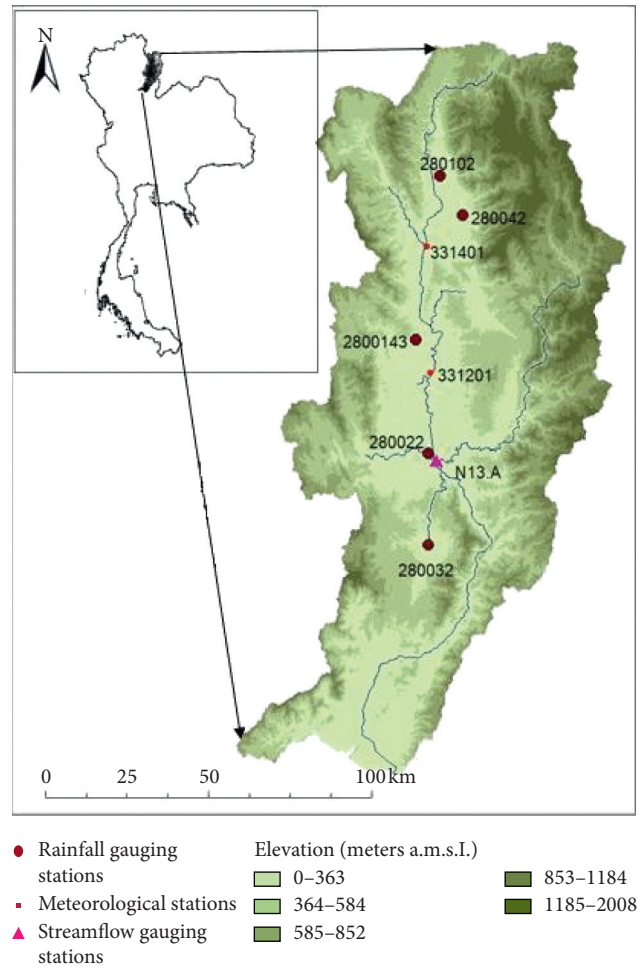 N
280102
280042
331401
2800143
331201
280022
N13.A
280032
0 25 50 100 km
Rainfall gauging
stations
Meteorological stations
Streamflow gauging
stations
Elevation (meters a.m.s.I.)
0–363
364–584
585–852
853–1184
1185–2008